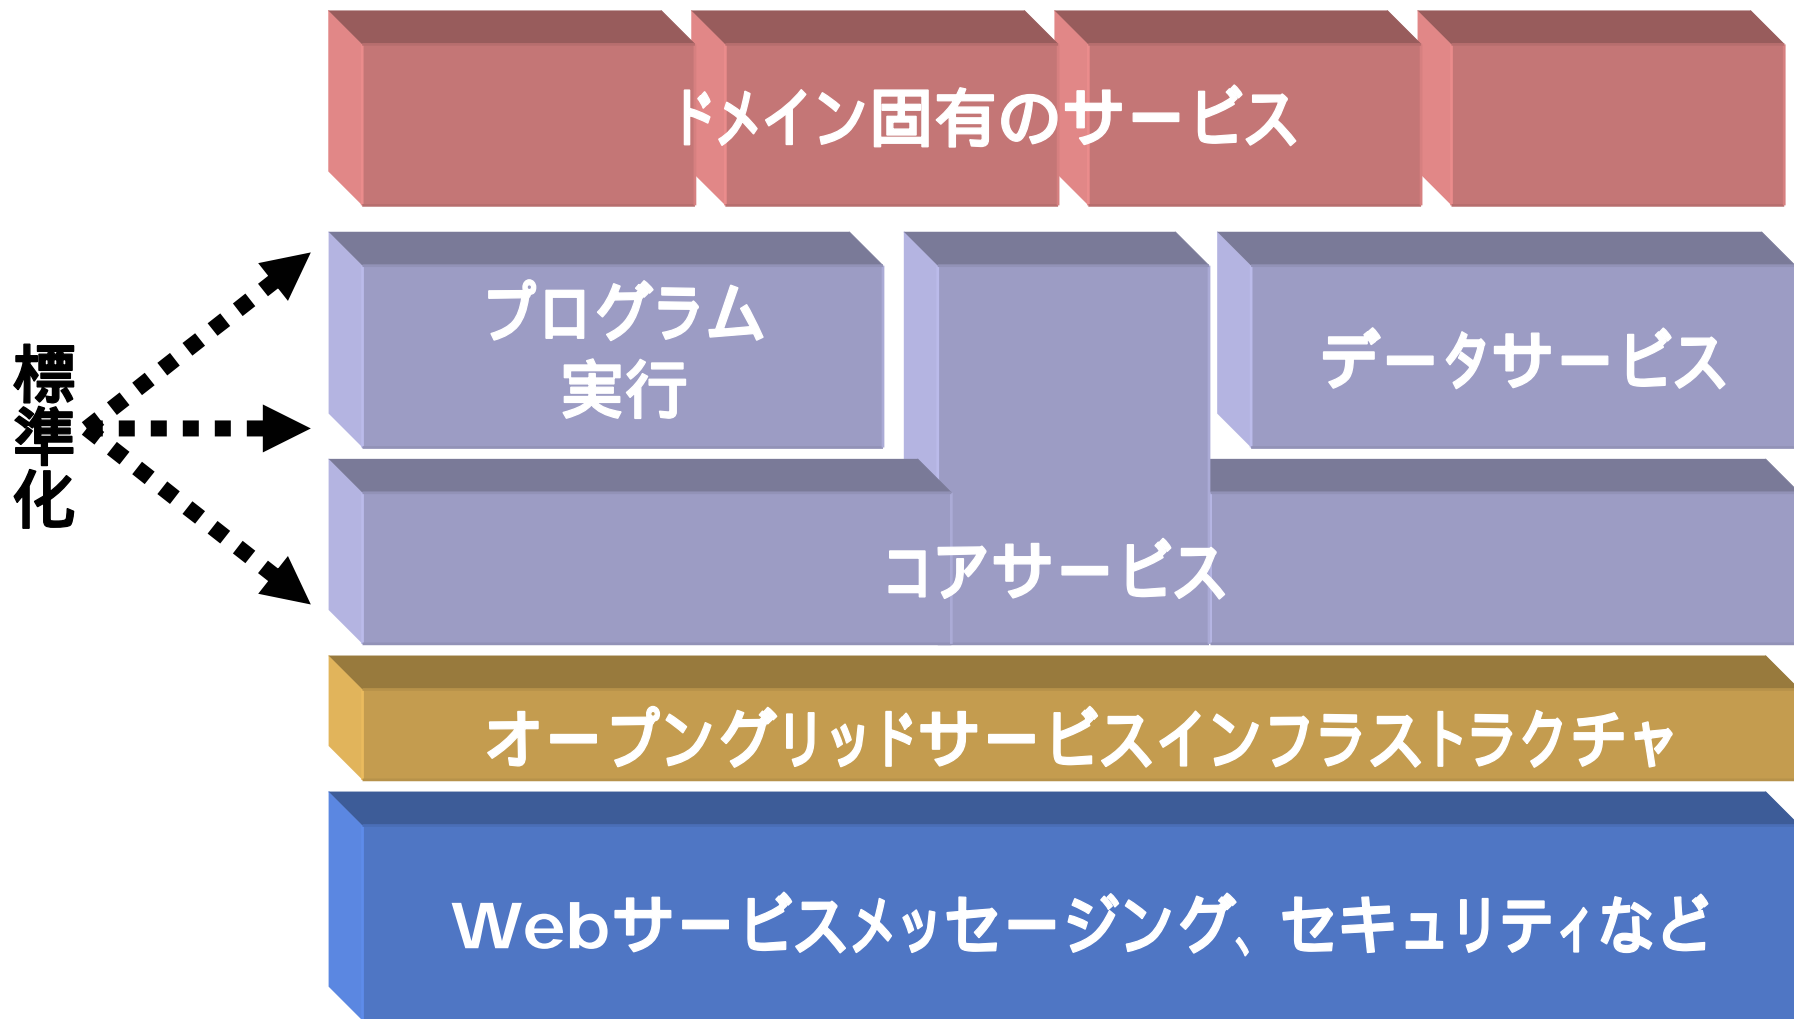 ドメイン固有のサービス
プログラム
実行
データサービス
標準化
コアサービス
オープングリッドサービスインフラストラクチャ
Webサービスメッセージング、セキュリティなど